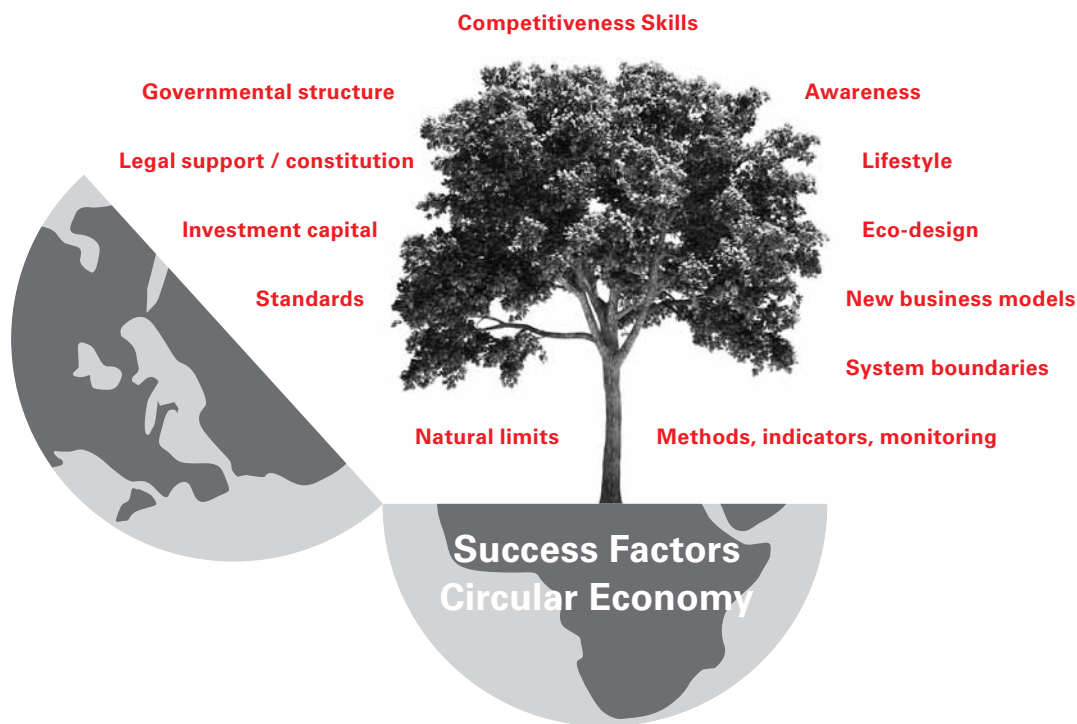 Competitiveness Skills
Governmental structure
Awareness
Legal support / constitution
Lifestyle
Investment capital
Eco-design
Standards
New business models
System boundaries
Natural limits
Methods, indicators, monitoring
Success Factors
Circular Economy